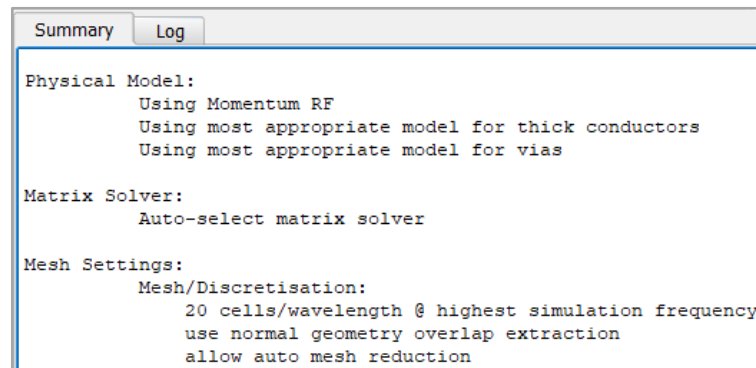 Summary Log
Physical Model:
Using Momentum RF
Using most appropriate model for thick conductors
Using most appropriate model for vias
Matrix Solver:
Auto-select matrix solver
Mesh Settings:
Mesh/Discretisation:
20 cells/wavelength @ highest simulation frequency
use normal geometry overlap extraction
allow auto mesh reduction